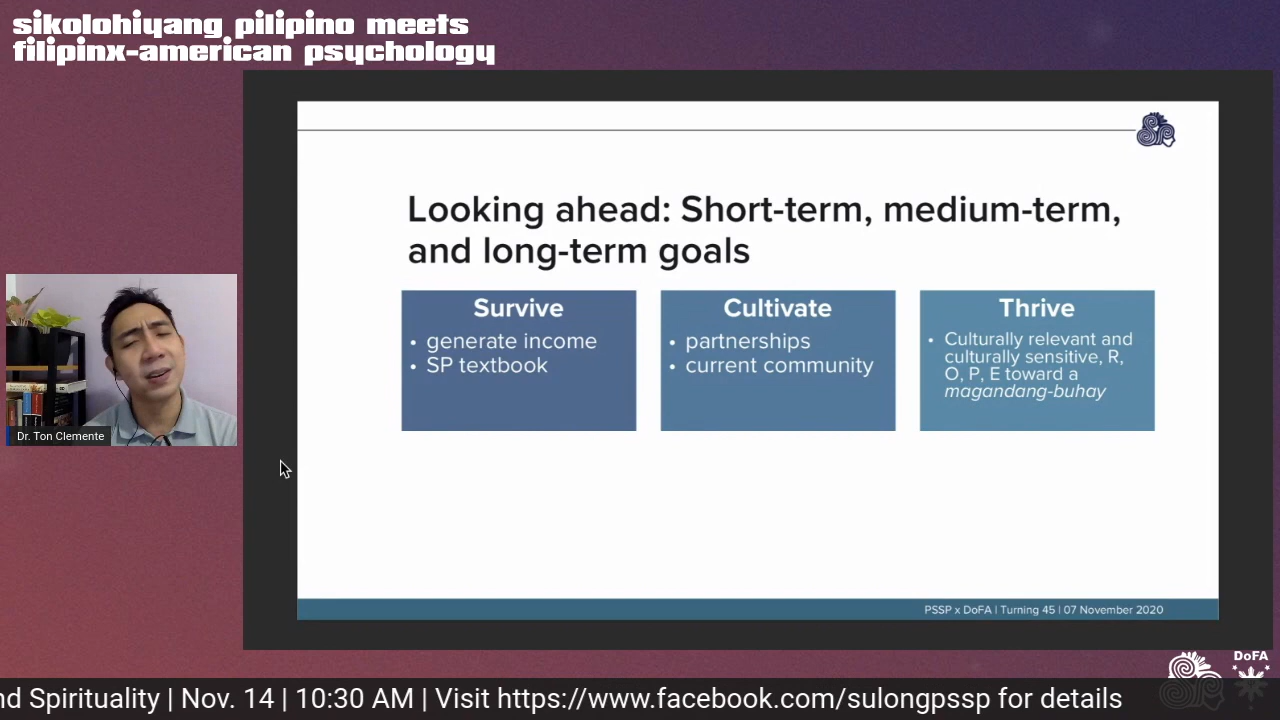 sikolohiyang pilipino meets
filipinx-american psychology
Looking ahead: Short-term, medium-term,
and long-term goals
Survive
• generate income
• SP textbook
Cultivate
• partnerships
• current community
Thrive
• Culturally relevant and
culturally sensitive, R,
O, P, E toward a
magandang-buhay
Dr. Ton Clemente
PSSP x DoFA | Turning 45 | 07 November 2020
DoFA
nd Spirituality | Nov. 14 | 10:30 AM | Visit https://www.facebook.com/sulongpssp for details